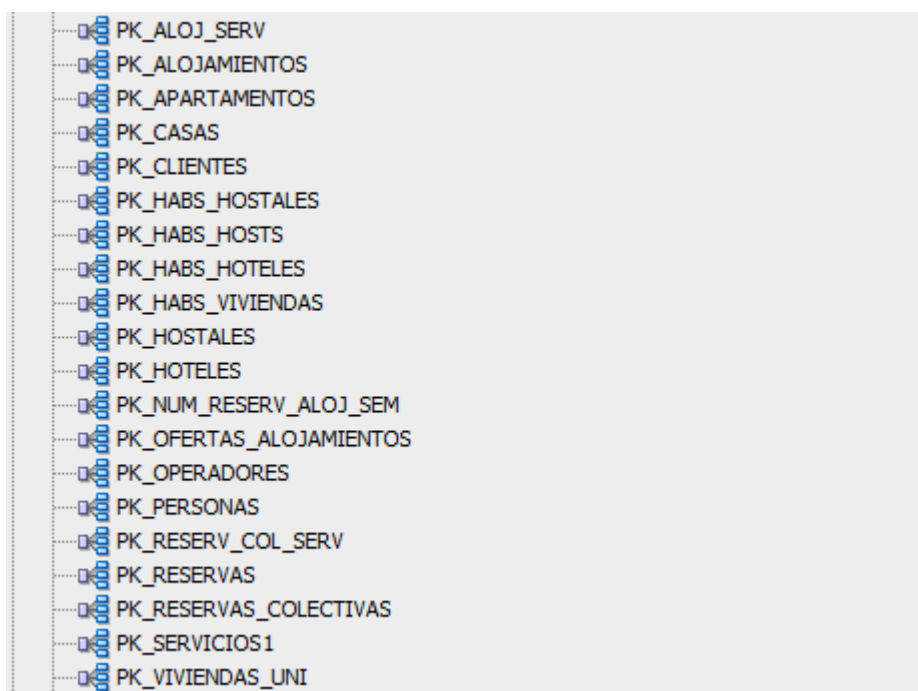 PK_ALOJ_SERV
PK_ALOJAMIENTOS
PK_APARTAMENTOS
PK_CASAS
PK_CLIENTES
PK_HABS_HOSTALES
PK_HABS_HOSTS
PK_HABS_HOTELES
PK_HABS_VIVIENDAS
PK_HOSTALES
PK_HOTELES
PK_NUM_RESERV_ALOJ_SEM
PK_OFERTAS_ALOJAMIENTOS
PK_OPERADORES
PK_PERSONAS
PK_RESERV_COL_SERV
PK_RESERVAS
PK_RESERVAS_COLECTIVAS
PK_SERVICIOS1
PK_VIVIENDAS_UNI